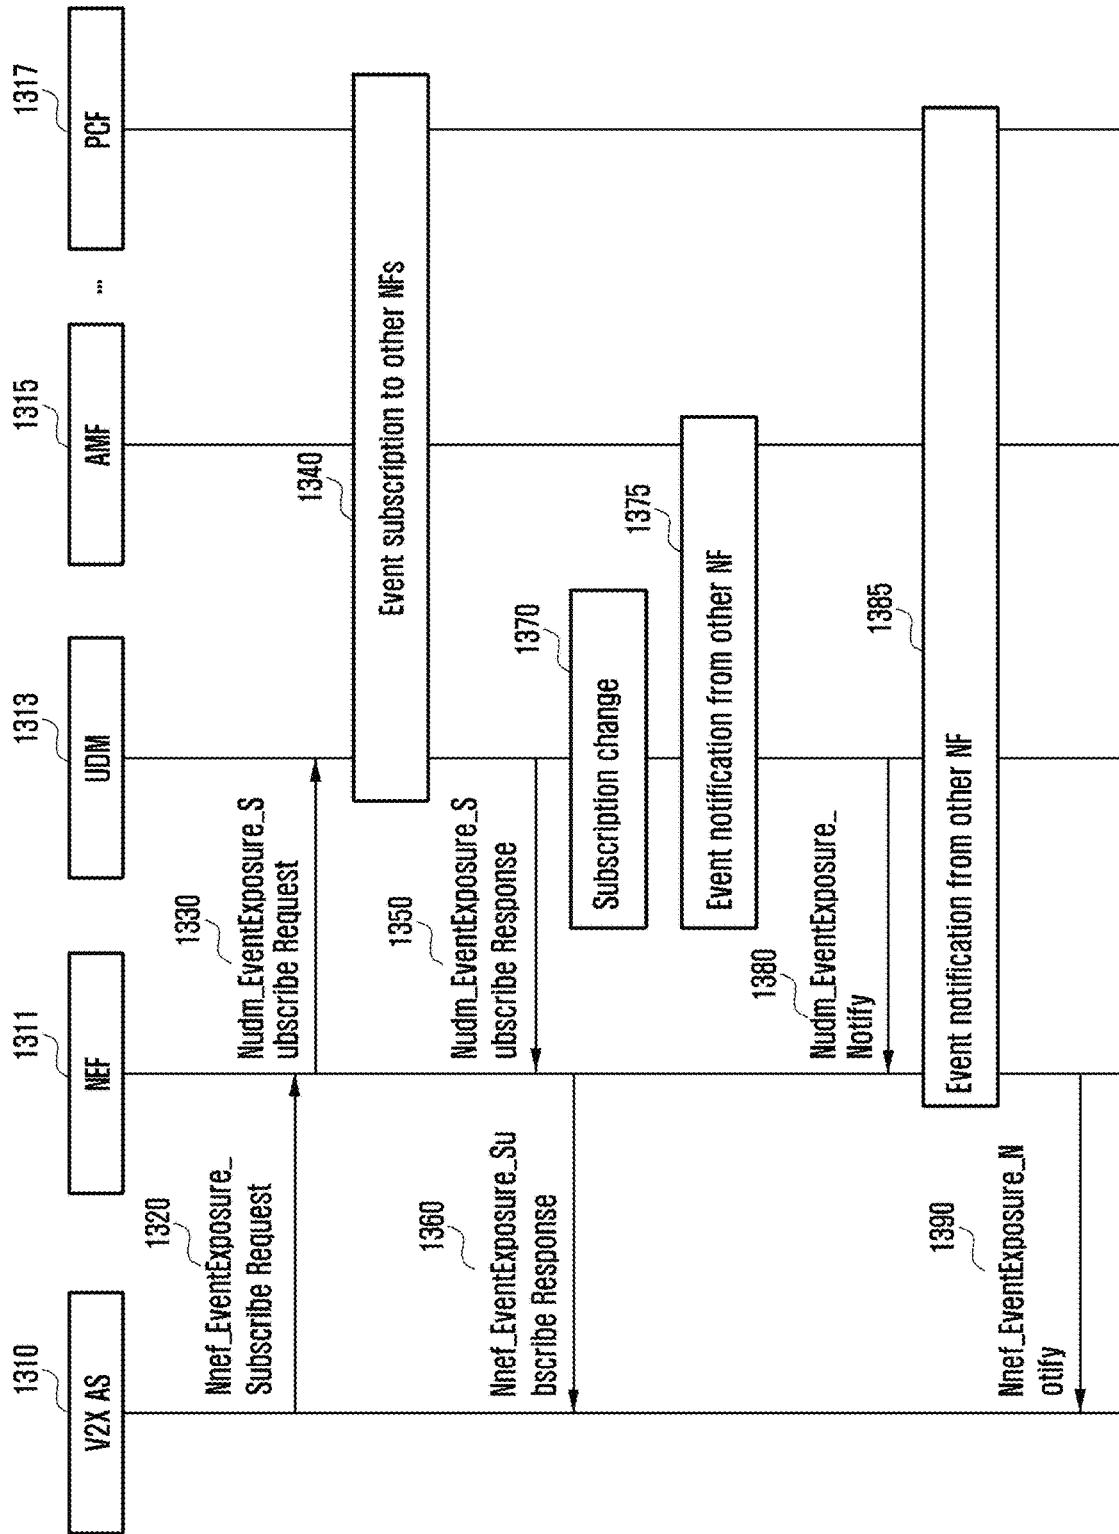 1310
V2X AS
1311
NEF
1313
UDM
1315
AMF
...
1317
PCF
1320
Nnef_EventExposure_
Subscribe Request
1330
Nudm_EventExposure_S
ubscribe Request
1340
Event subscription to other NFs
1350
Nudm_EventExposure_S
ubscribe Response
1360
Nnef_EventExposure_Su
bscribe Response
1370
Subscription change
1375
Event notification from other NF
1380
Nudm_EventExposure_
Notify
1385
Event notification from other NF
1390
Nnef_EventExposure_N
otify